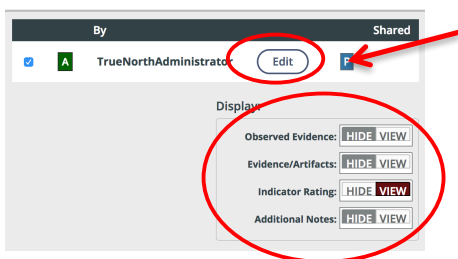 By Shared
A TrueNorthAdministrator Edit P
Display:
Observed Evidence: HIDE VIEW
Evidence/Artifacts: HIDE VIEW
Indicator Rating: HIDE VIEW
Additional Notes: HIDE VIEW